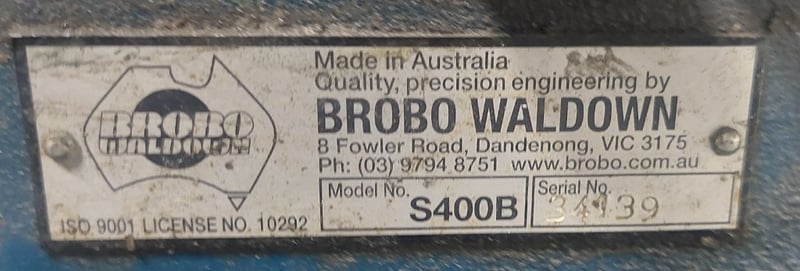 BROBO
WALDOWN
ISO 9001 LICENSE NO. 10292
Made in Australia
Quality, precision engineering by
BROBO WALDOWN
8 Fowler Road, Dandenong, VIC 3175
Ph: (03) 9794 8751 www.brobo.com.au
Model No.
S400B
Serial No.
34139